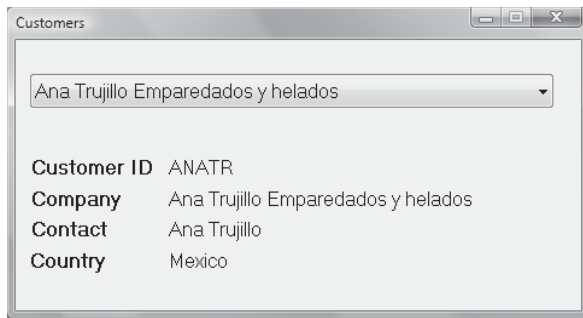 Customers
Ana Trujillo Emparedados y helados
Customer ID ANATR
Company Ana Trujillo Emparedados y helados
Contact Ana Trujillo
Country Mexico